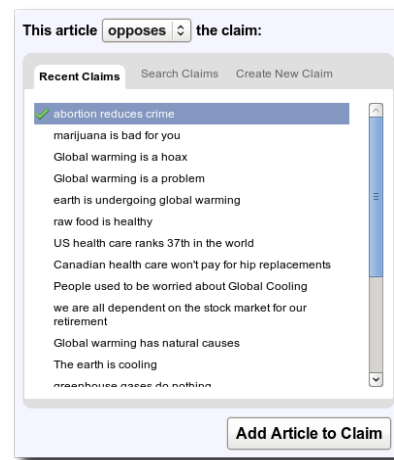 This article opposes the claim:
Recent Claims Search Claims Create New Claim
abortion reduces crime
marijuana is bad for you
Global warming is a hoax
Global warming is a problem
earth is undergoing global warming
raw food is healthy
US health care ranks 37th in the world
Canadian health care won't pay for hip replacements
People used to be worried about Global Cooling
we are all dependent on the stock market for our
retirement
Global warming has natural causes
The earth is cooling
greenhouse gases do nothing
Add Article to Claim